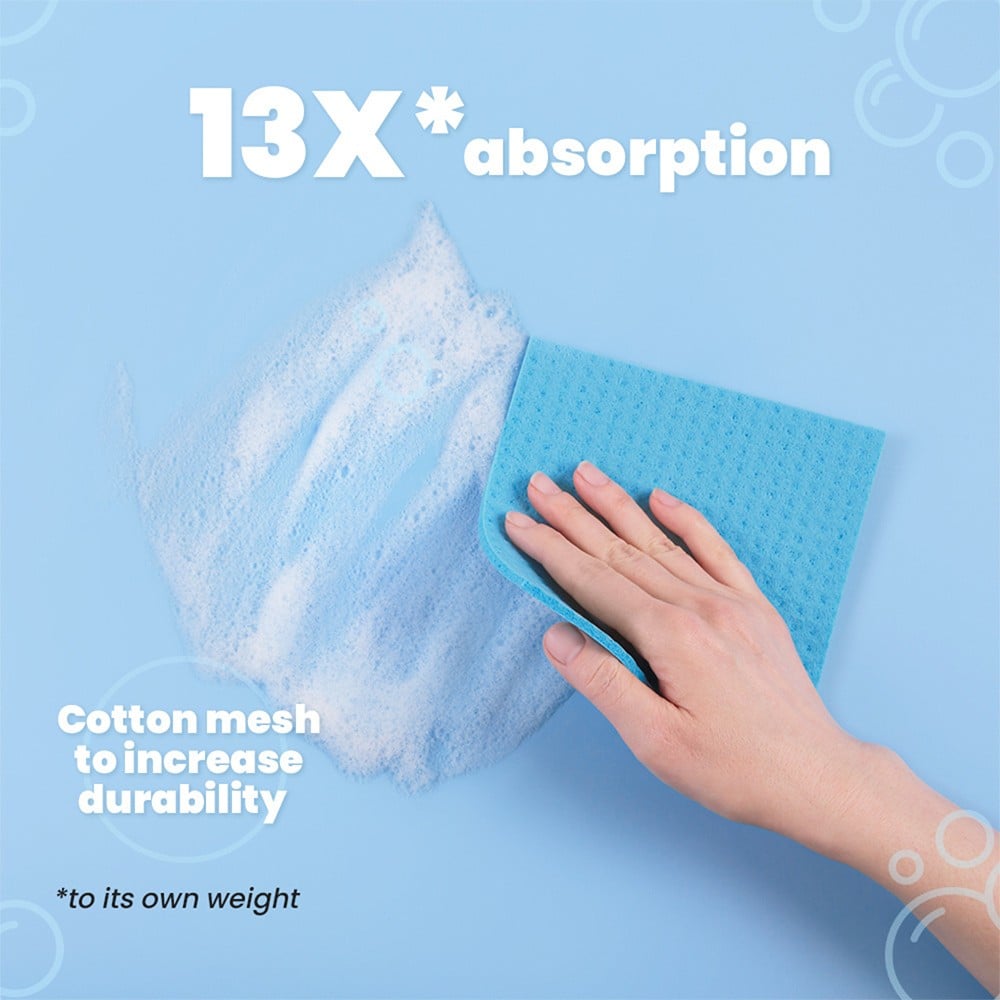 13X* absorption
Cotton mesh
to increase
durability
*to its own weight